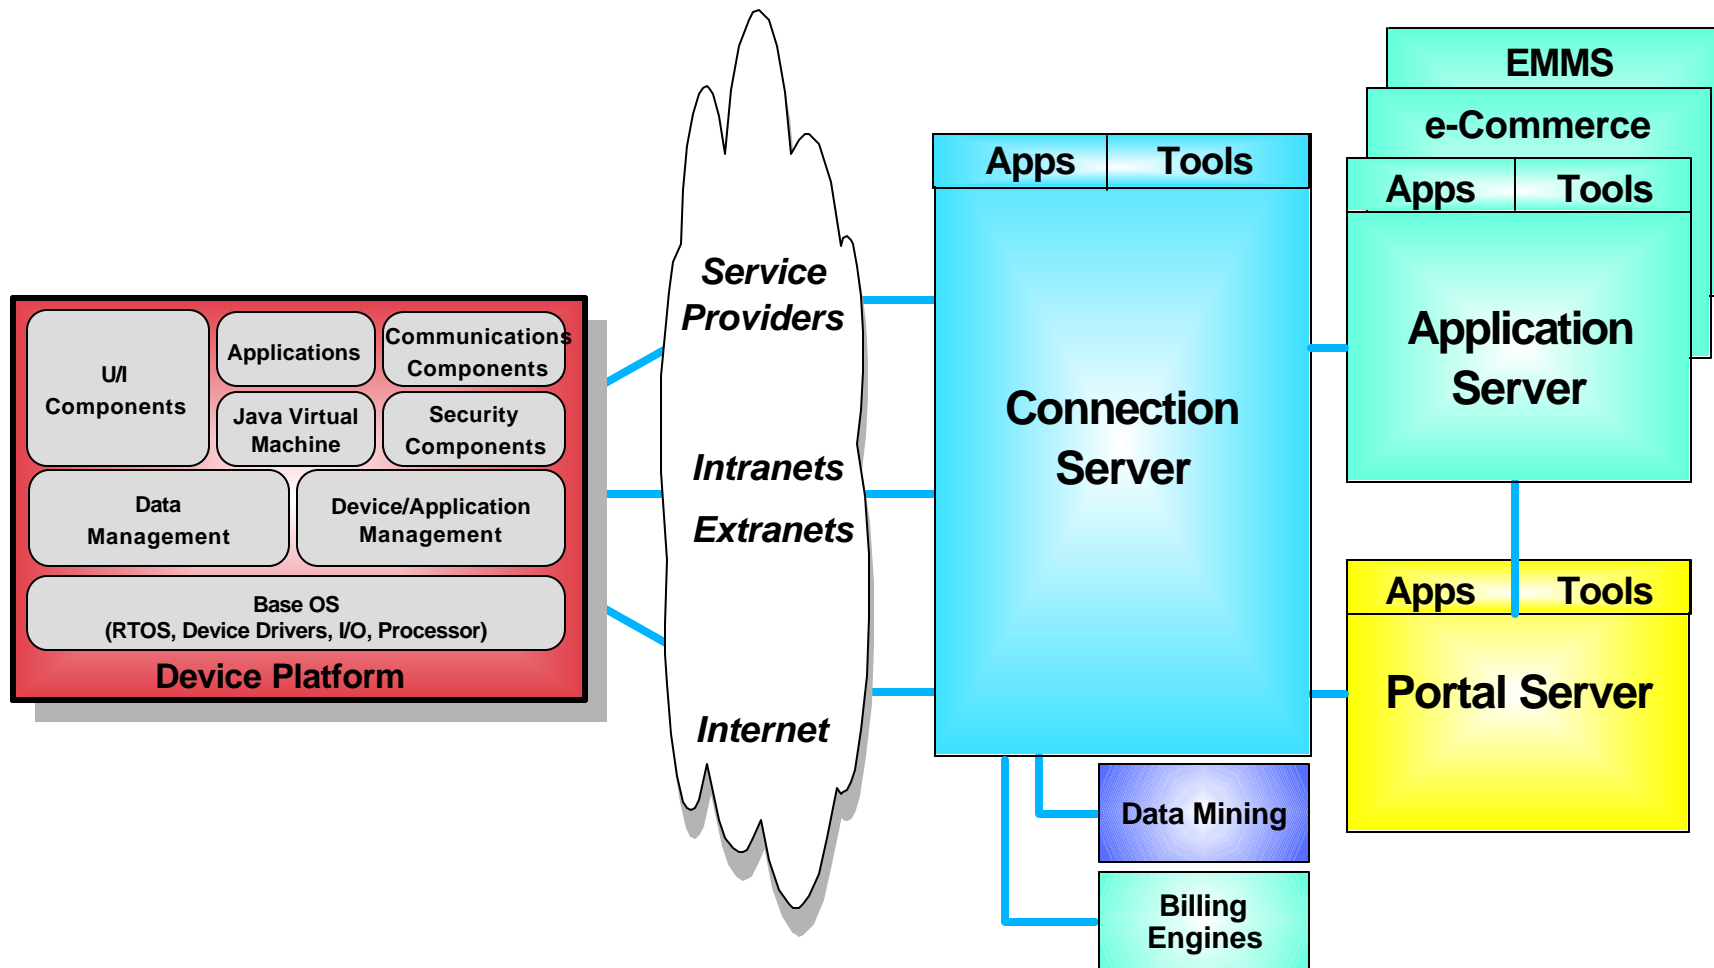 U/I
Components
Applications
Communications
Components
Java Virtual
Machine
Security
Components
Data
Management
Device/Application
Management
Base OS
(RTOS, Device Drivers, I/O, Processor)
Device Platform
Service
Providers
Intranets
Extranets
Internet
Apps Tools
Connection
Server
Data Mining
Billing
Engines
EMMS
e-Commerce
Apps Tools
Application
Server
Apps Tools
Portal Server